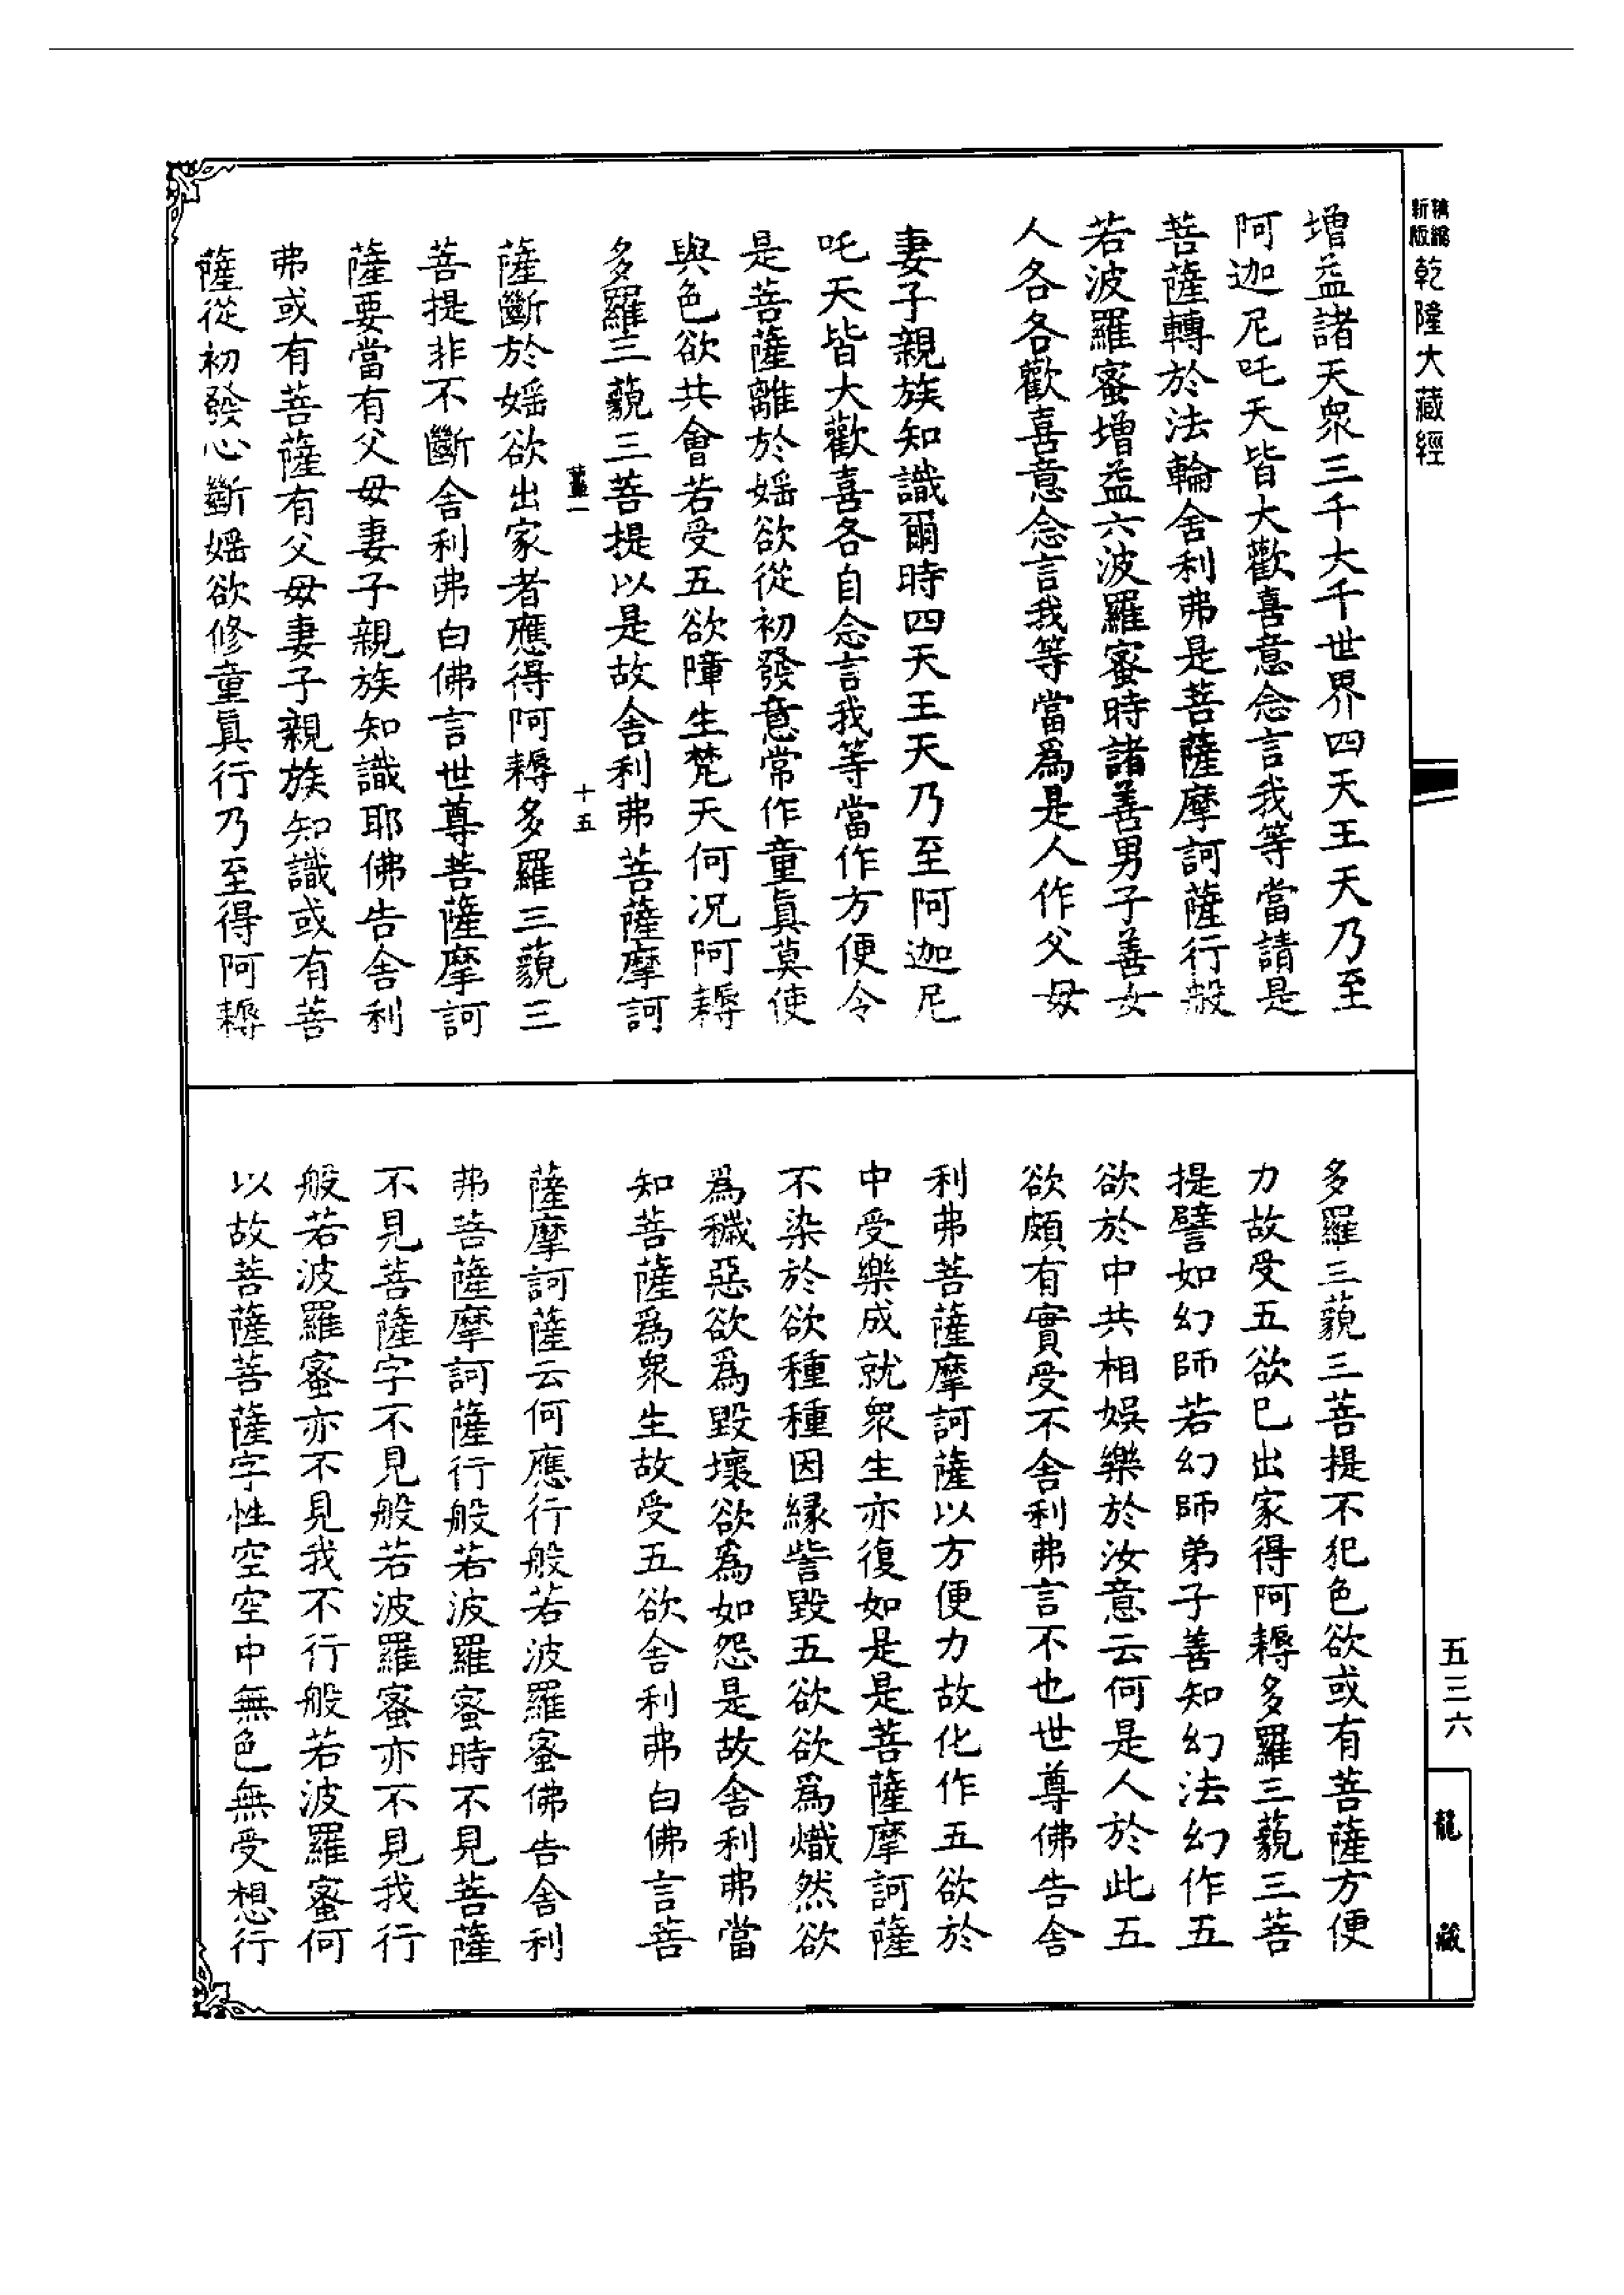 新編縮版
乾隆大藏經
增益諸天衆三千大千世界四天王天乃至
阿迦尼吒天皆大歡喜意念言我等當請是
菩薩轉於法輪舍利弗是菩薩摩訶薩行般
若波羅蜜增益六波羅蜜時諸善男子善女
人各各歡喜意念言我等當爲是人作父母
妻子親族知識爾時四天王天乃至阿迦尼
吒天皆大歡喜各自念言我等當作方便令
是菩薩離於婬欲從初發意常作童眞莫使
與色欲共會若受五欲障生梵天何况阿耨
多羅三藐三菩提以是故舍利弗菩薩摩訶
十五
薩斷於婬欲出家者應得阿耨多羅三藐三
菩提非不斷舍利弗白佛言世尊菩薩摩訶
薩要當有父母妻子親族知識耶佛告舍利
弗或有菩薩有父母妻子親族知識或有菩
薩從初發心斷婬欲修童眞行乃至得阿耨
多羅三藐三菩提不犯色欲或有菩薩方便
力故受五欲已出家得阿耨多羅三藐三菩
提譬如幻師若幻師弟子善知幻法幻作五
欲於中共相娛樂於汝意云何是人於此五
欲頗有實受不舍利弗言不也世尊佛告舍
利弗菩薩摩訶薩以方便力故化作五欲於
中受樂成就衆生亦復如是是菩薩摩訶薩
不染於欲種種因緣訾毀五欲欲爲熾然欲
爲穢惡欲爲毀壞欲爲如怨是故舍利弗當
知菩薩爲衆生故受五欲舍利弗白佛言菩
薩摩訶薩云何應行般若波羅蜜佛告舍利
弗菩薩摩訶薩行般若波羅蜜時不見菩薩
不見菩薩字不見般若波羅蜜亦不見我行
般若波羅蜜亦不見我不行般若波羅蜜何
以故菩薩菩薩字性空空中無色無受想行
五三六
龍藏